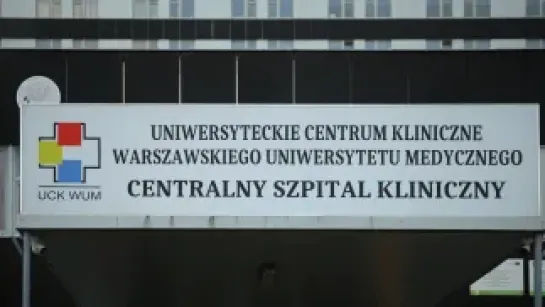 UNIWERSYTECKIE CENTRUM KLINICZNE
WARSZAWSKIEGO UNIWERSYTETU MEDYCZNEGO
CENTRALNY SZPITAL KLINICZNY
UCK WUM